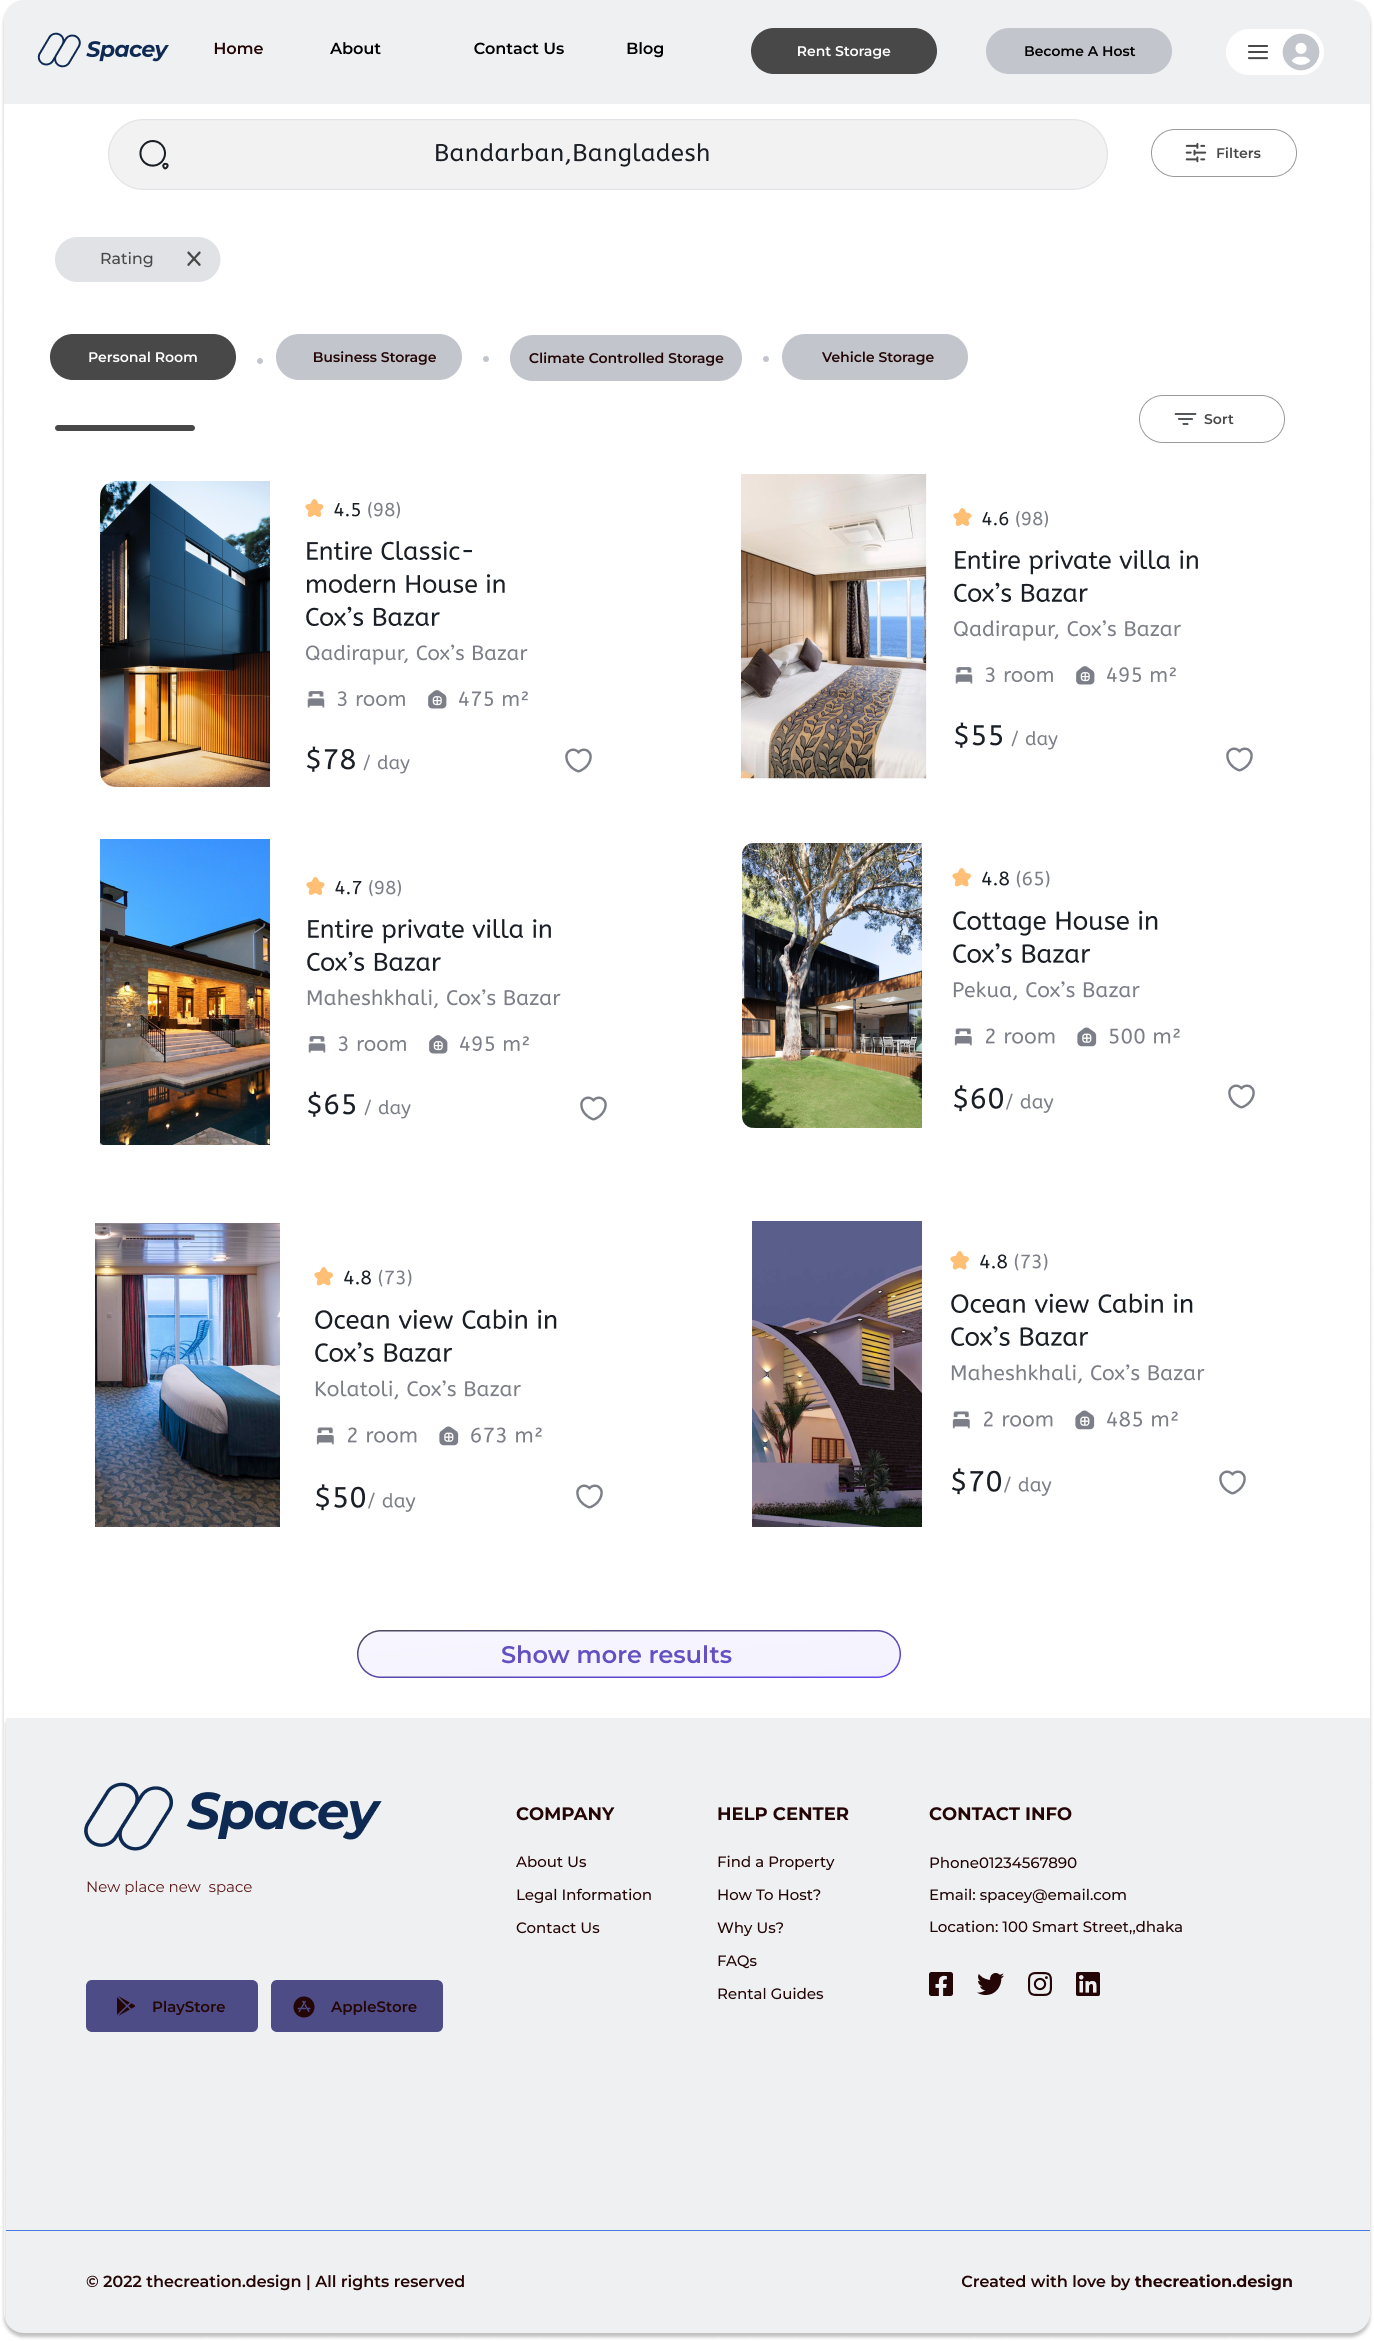 Spacey
Home
About
Contact Us
Blog
Rent Storage
Become A Host
Bandarban,Bangladesh
Filters
Rating
Personal Room
Business Storage
Climate Controlled Storage
Vehicle Storage
Sort
4.5 (98)
Entire Classic-
modern House in
Cox’s Bazar
Qadirapur, Cox’s Bazar
3 room 475 m²
$78 / day
4.6 (98)
Entire private villa in
Cox’s Bazar
Qadirapur, Cox’s Bazar
3 room 495 m²
$55 / day
4.7 (98)
Entire private villa in
Cox’s Bazar
Maheshkhali, Cox’s Bazar
3 room 495 m²
$65 / day
4.8 (65)
Cottage House in
Cox’s Bazar
Pekua, Cox’s Bazar
2 room 500 m²
$60/ day
4.8 (73)
Ocean view Cabin in
Cox’s Bazar
Kolatoli, Cox’s Bazar
2 room 673 m²
$50/ day
4.8 (73)
Ocean view Cabin in
Cox’s Bazar
Maheshkhali, Cox’s Bazar
2 room 485 m²
$70/ day
Show more results
Spacey
New place new  space
PlayStore
AppleStore
COMPANY
About Us
Legal Information
Contact Us
HELP CENTER
Find a Property
How To Host?
Why Us?
FAQs
Rental Guides
CONTACT INFO
Phone01234567890
Email: spacey@email.com
Location: 100 Smart Street,,dhaka
© 2022 thecreation.design | All rights reserved
Created with love by thecreation.design